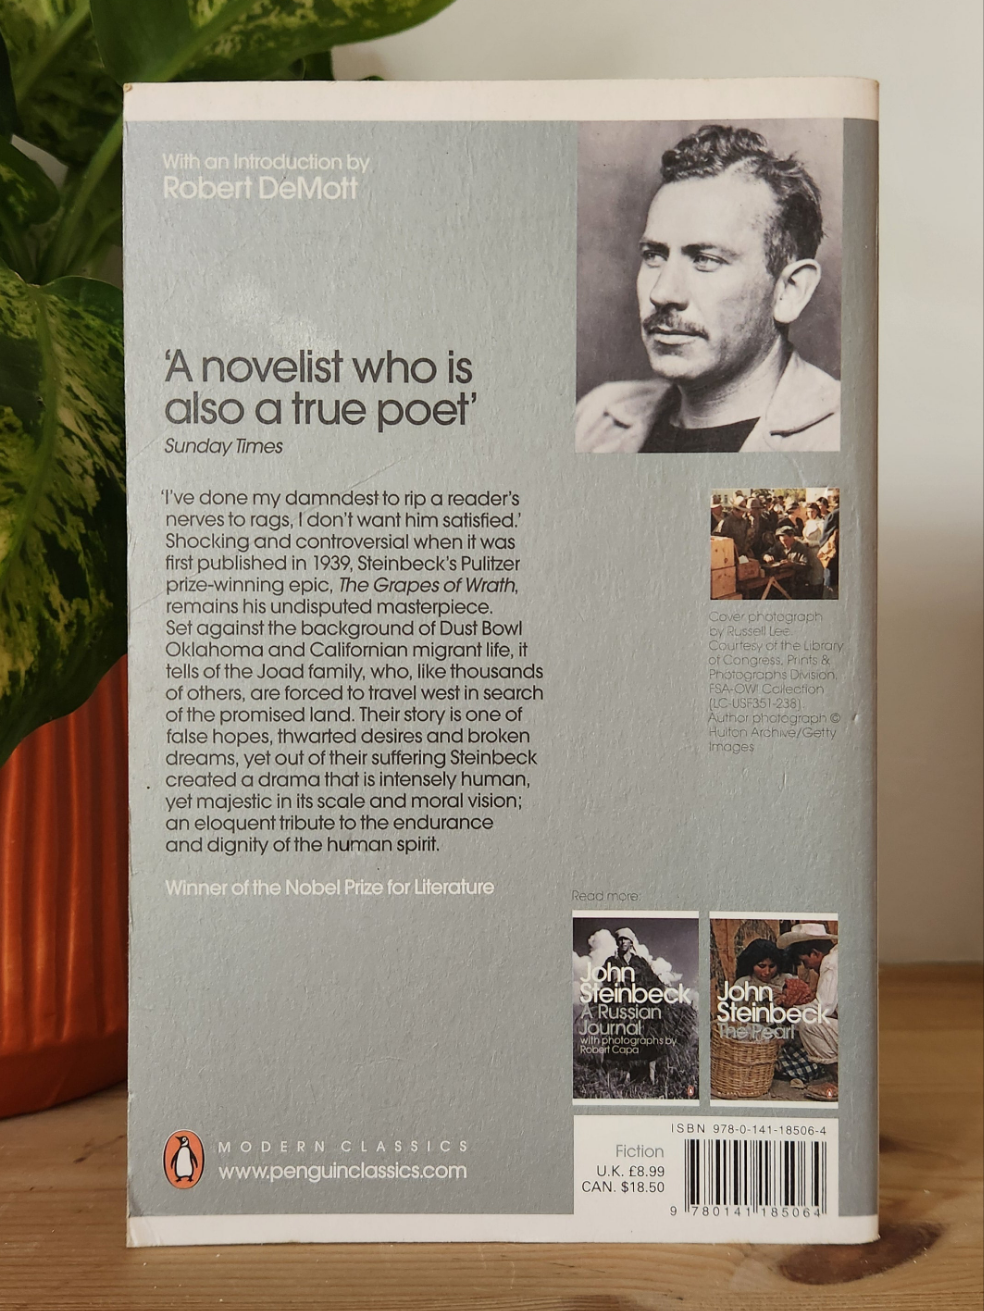 With an Introduction by
Robert DeMott
‘A novelist who is
also a true poet’
Sunday Times
‘I’ve done my damndest to rip a reader’s
nerves to rags, I don’t want him satisfied.’
Shocking and controversial when it was
first published in 1939, Steinbeck’s Pulitzer
prize-winning epic, The Grapes of Wrath,
remains his undisputed masterpiece.
Set against the background of Dust Bowl
Oklahoma and Californian migrant life, it
tells of the Joad family, who, like thousands
of others, are forced to travel west in search
of the promised land. Their story is one of
false hopes, thwarted desires and broken
dreams, yet out of their suffering Steinbeck
created a drama that is intensely human,
yet majestic in its scale and moral vision;
an eloquent tribute to the endurance
and dignity of the human spirit.
Winner of the Nobel Prize for Literature
Cover photograph
by Russell Lee.
Courtesy of the Library
of Congress, Prints &
Photographs Division,
FSA-OWI Collection
[LC-USF351-238].
Author photograph ©
Hulton Archive/Getty
Images
Read more:
John
Steinbeck
A Russian
Journal
with photographs by
Robert Capa
John
Steinbeck
The Pearl
MODERN CLASSICS
www.penguinclassics.com
ISBN 978-0-141-18506-4
Fiction
U.K. £8.99
CAN. $18.50
9 780141 185064